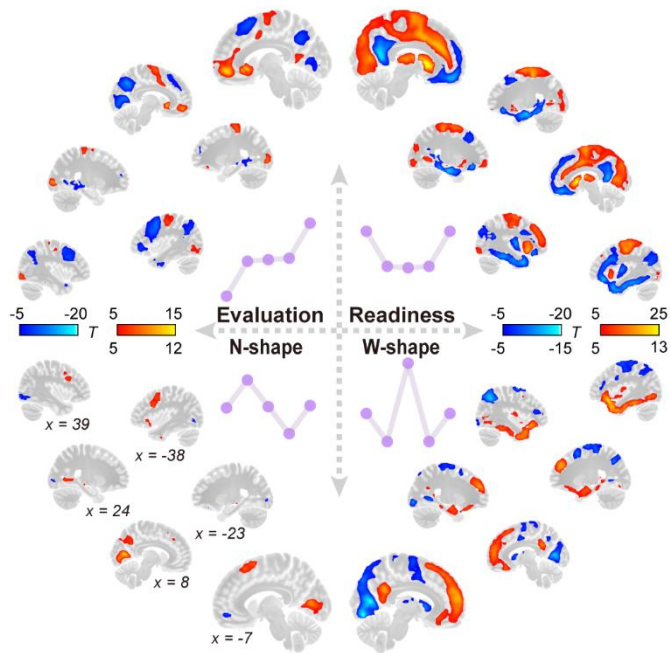 Evaluation Readiness
-5 -20 5 15 -5 -20 5 25
T T
5 12 -5 -15 5 13
N-shape W-shape
x = 39
x = -38
x = 24
x = -23
x = 8
x = -7